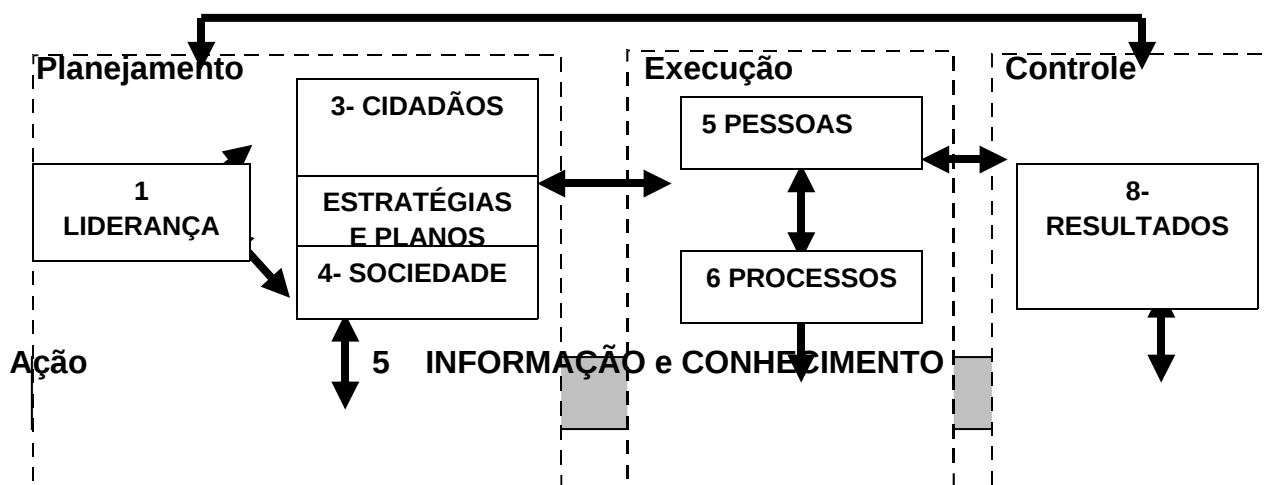 Planejamento
Execução
Controle
3- CIDADÃOS
5 PESSOAS
1
LIDERANÇA
ESTRATÉGIAS
E PLANOS
8-
RESULTADOS
4- SOCIEDADE
6 PROCESSOS
Ação
5 INFORMAÇÃO e CONHECIMENTO